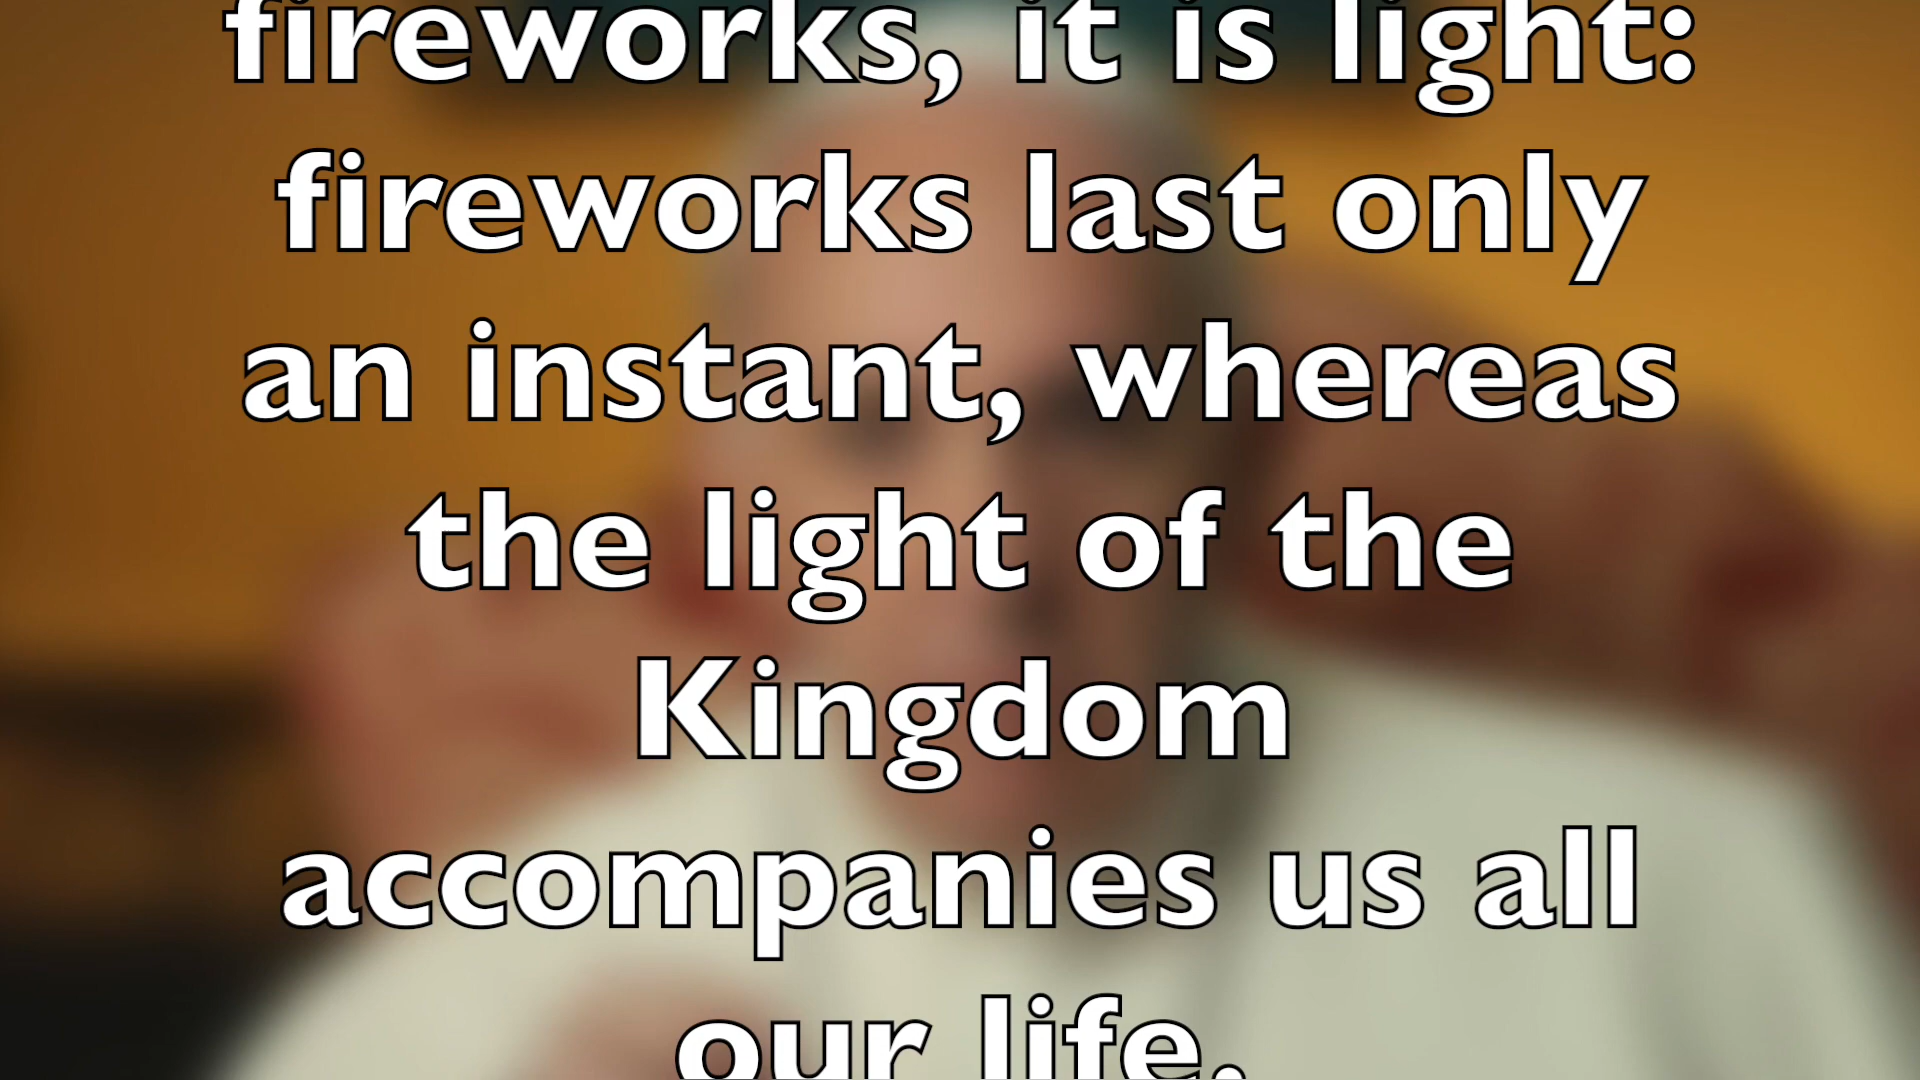 fireworks, it is light:
fireworks last only
an instant, whereas
the light of the
Kingdom
accompanies us all
our life.